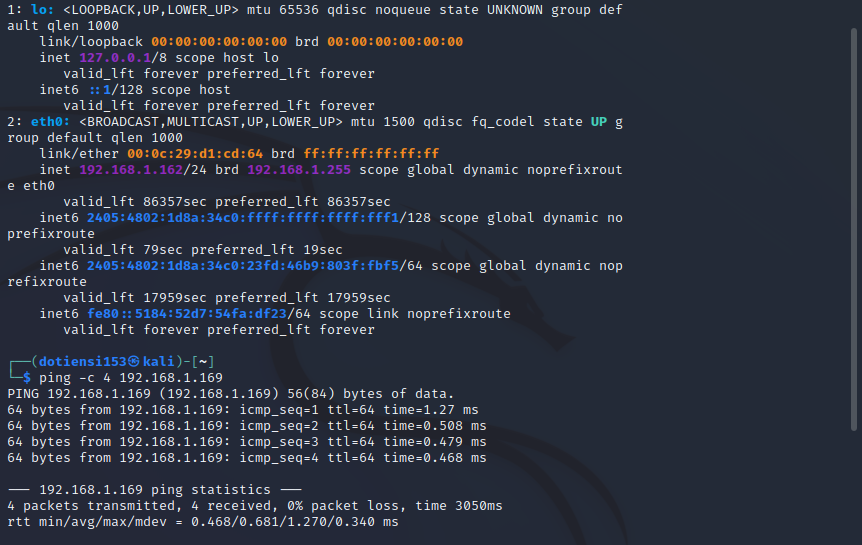 1: lo: <LOOPBACK,UP,LOWER_UP> mtu 65536 qdisc noqueue state UNKNOWN group def
ault qlen 1000
    link/loopback 00:00:00:00:00:00 brd 00:00:00:00:00:00
    inet 127.0.0.1/8 scope host lo
       valid_lft forever preferred_lft forever
    inet6 ::1/128 scope host
       valid_lft forever preferred_lft forever
2: eth0: <BROADCAST,MULTICAST,UP,LOWER_UP> mtu 1500 qdisc fq_codel state UP g
roup default qlen 1000
    link/ether 00:0c:29:d1:cd:64 brd ff:ff:ff:ff:ff:ff
    inet 192.168.1.162/24 brd 192.168.1.255 scope global dynamic noprefixrout
e eth0
       valid_lft 86357sec preferred_lft 86357sec
    inet6 2405:4802:1d8a:34c0:ffff:ffff:ffff:fff1/128 scope global dynamic no
prefixroute
       valid_lft 79sec preferred_lft 19sec
    inet6 2405:4802:1d8a:34c0:23fd:46b9:803f:fbf5/64 scope global dynamic nop
refixroute
       valid_lft 17959sec preferred_lft 17959sec
    inet6 fe80::5184:52d7:54fa:df23/64 scope link noprefixroute
       valid_lft forever preferred_lft forever
┌──(dotiensi153㉿kali)-[~]
└─$ ping -c 4 192.168.1.169
PING 192.168.1.169 (192.168.1.169) 56(84) bytes of data.
64 bytes from 192.168.1.169: icmp_seq=1 ttl=64 time=1.27 ms
64 bytes from 192.168.1.169: icmp_seq=2 ttl=64 time=0.508 ms
64 bytes from 192.168.1.169: icmp_seq=3 ttl=64 time=0.479 ms
64 bytes from 192.168.1.169: icmp_seq=4 ttl=64 time=0.468 ms
--- 192.168.1.169 ping statistics ---
4 packets transmitted, 4 received, 0% packet loss, time 3050ms
rtt min/avg/max/mdev = 0.468/0.681/1.270/0.340 ms